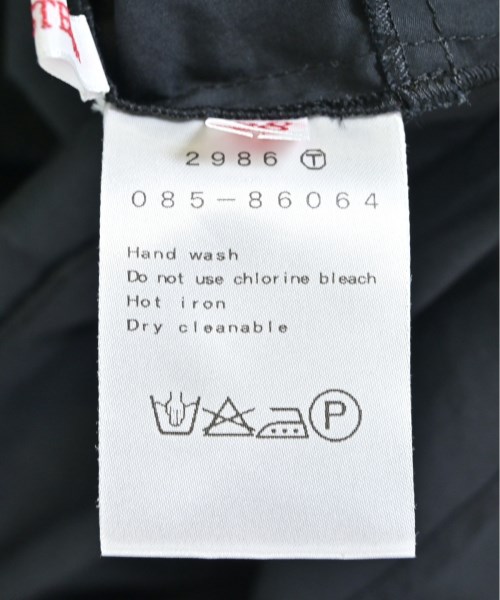 2986 Ⓣ
085-86064
Hand wash
Do not use chlorine bleach
Hot iron
Dry cleanable
P